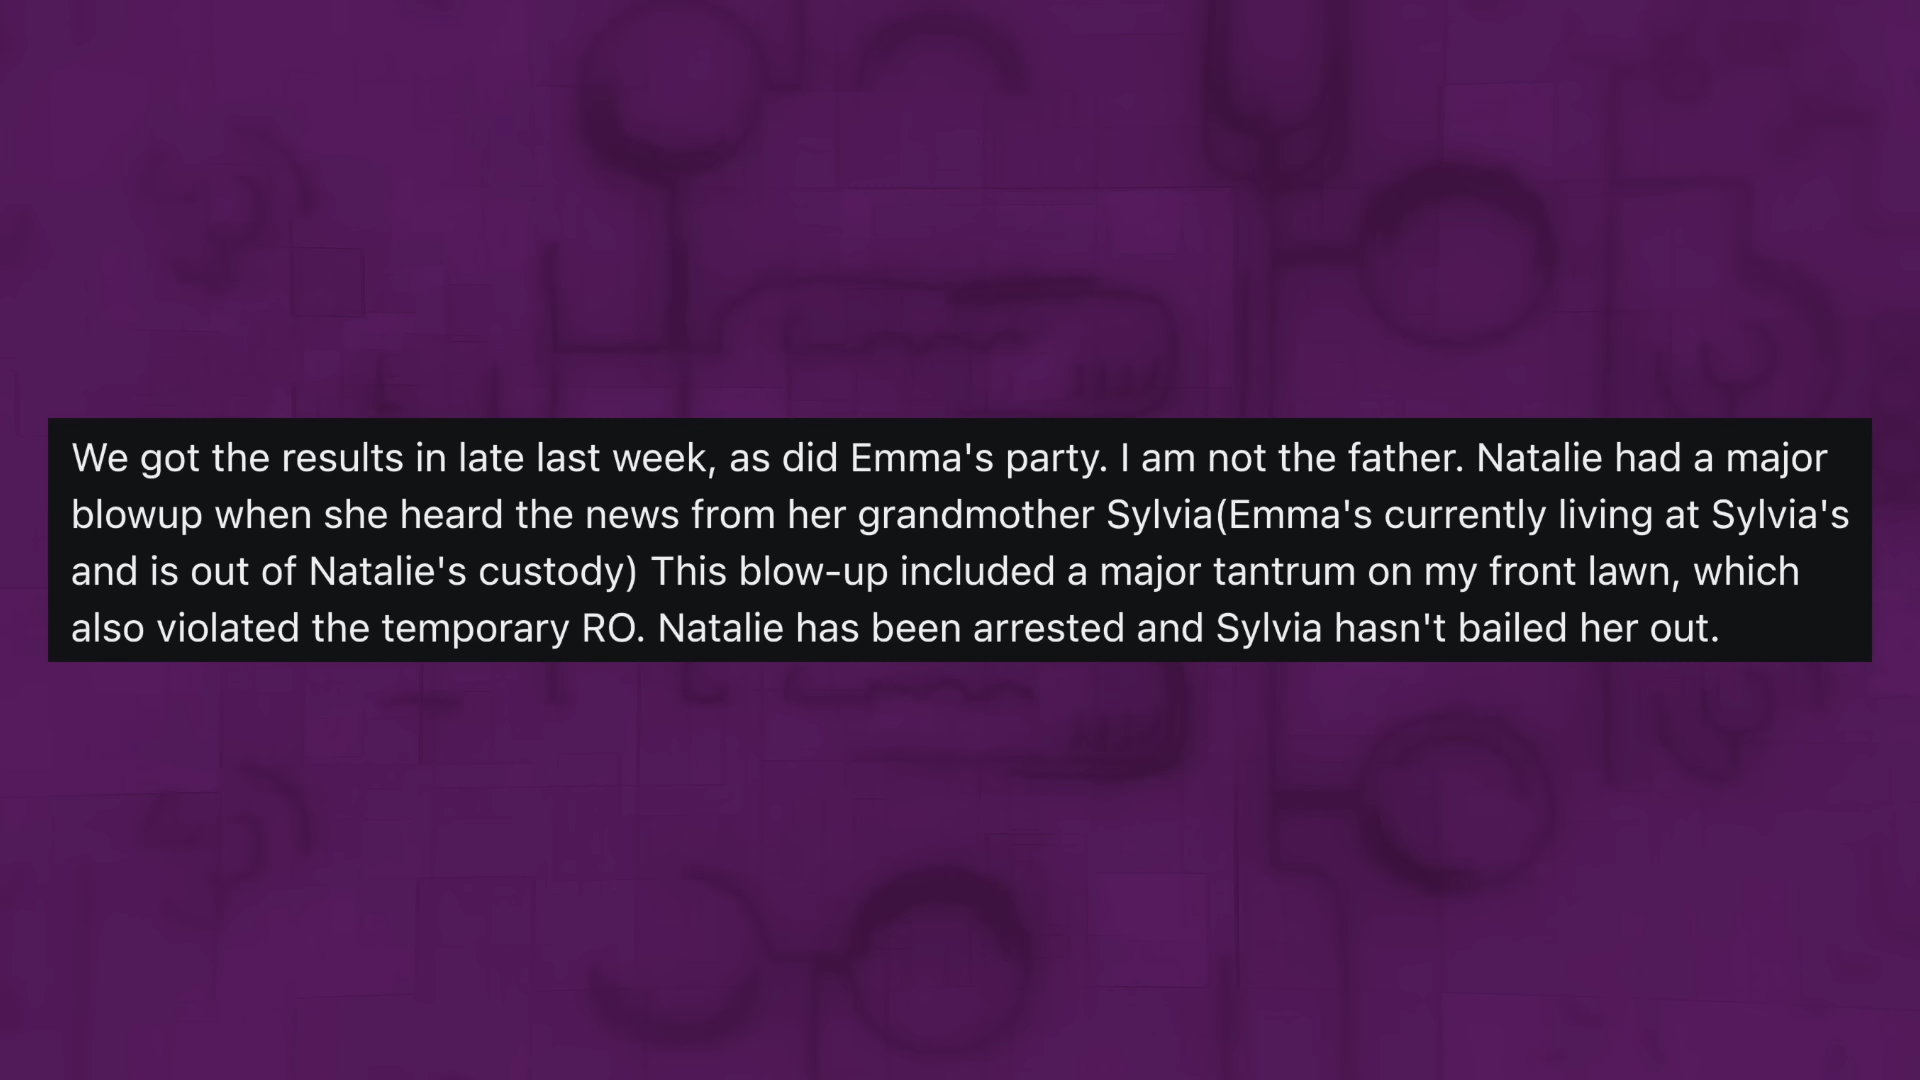 We got the results in late last week, as did Emma's party. I am not the father. Natalie had a major
blowup when she heard the news from her grandmother Sylvia(Emma's currently living at Sylvia's
and is out of Natalie's custody) This blow-up included a major tantrum on my front lawn, which
also violated the temporary RO. Natalie has been arrested and Sylvia hasn't bailed her out.